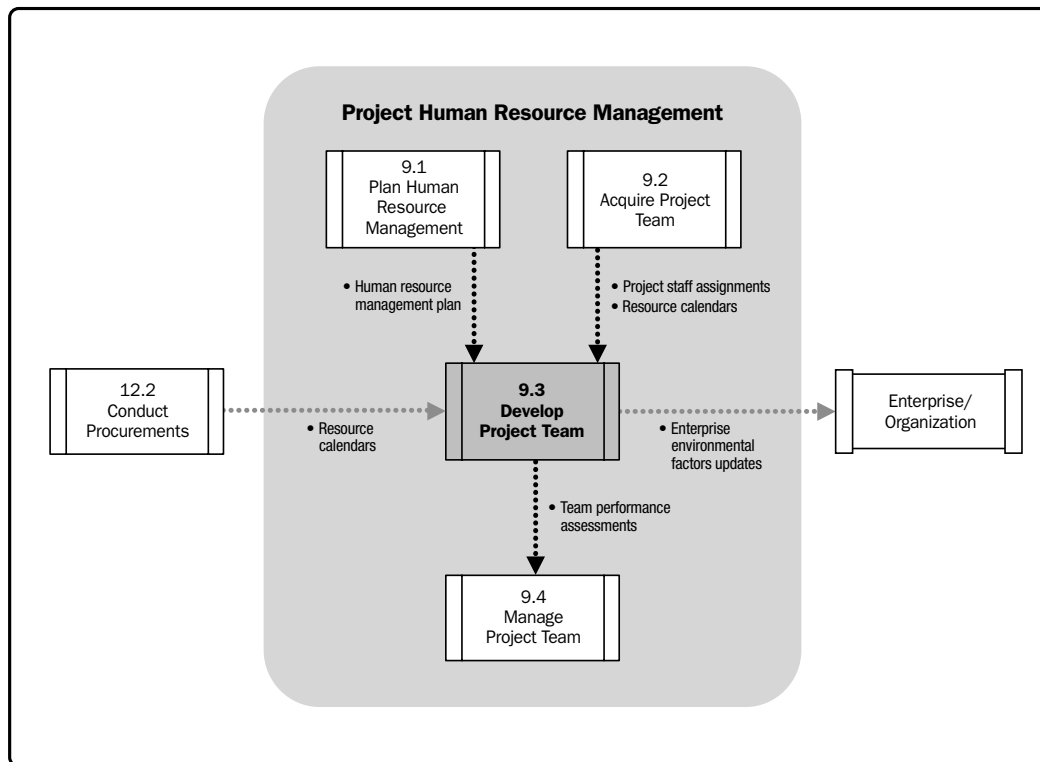 Project Human Resource Management
9.1
Plan Human
Resource
Management
9.2
Acquire Project
Team
• Human resource
management plan
• Project staff assignments
• Resource calendars
12.2
Conduct
Procurements
• Resource
calendars
9.3
Develop
Project Team
• Enterprise
environmental
factors updates
Enterprise/
Organization
• Team performance
assessments
9.4
Manage
Project Team